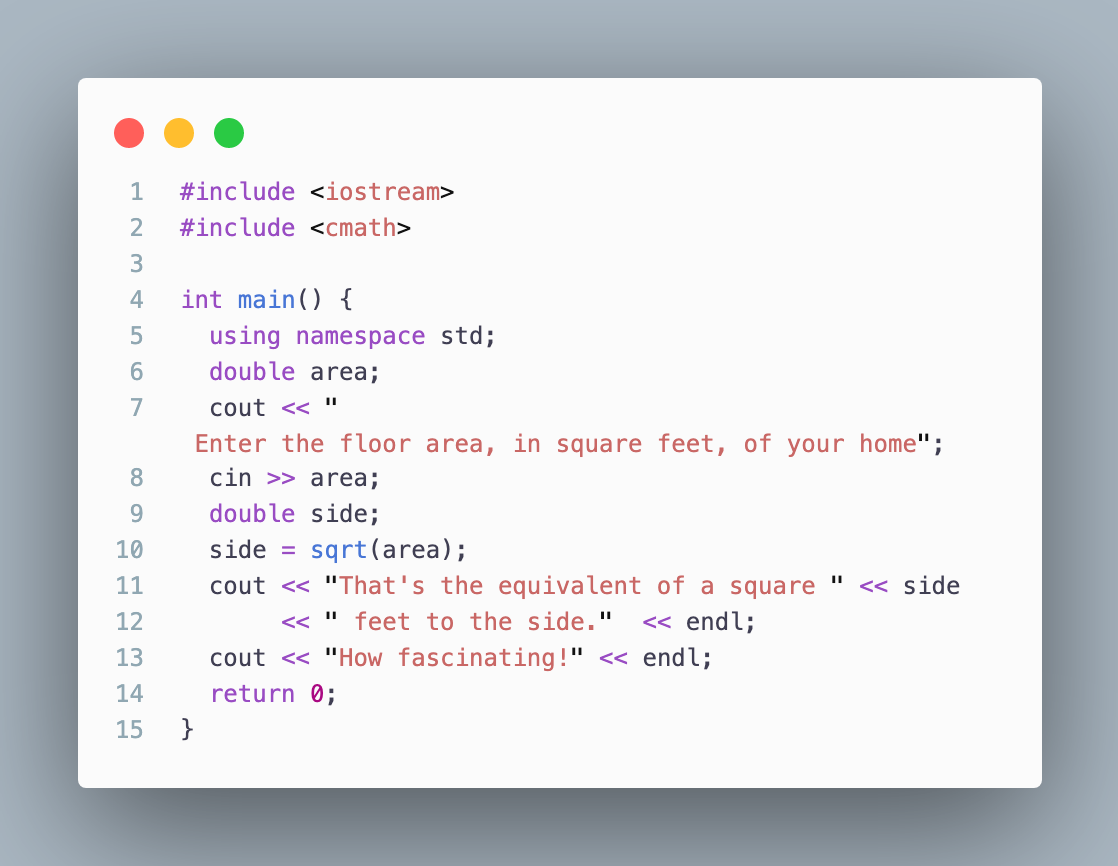 1 #include <iostream>
2 #include <cmath>
3
4 int main() {
5   using namespace std;
6   double area;
7   cout << "
 Enter the floor area, in square feet, of your home";
8   cin >> area;
9   double side;
10   side = sqrt(area);
11   cout << "That's the equivalent of a square " << side
12        << " feet to the side."  << endl;
13   cout << "How fascinating!" << endl;
14   return 0;
15 }